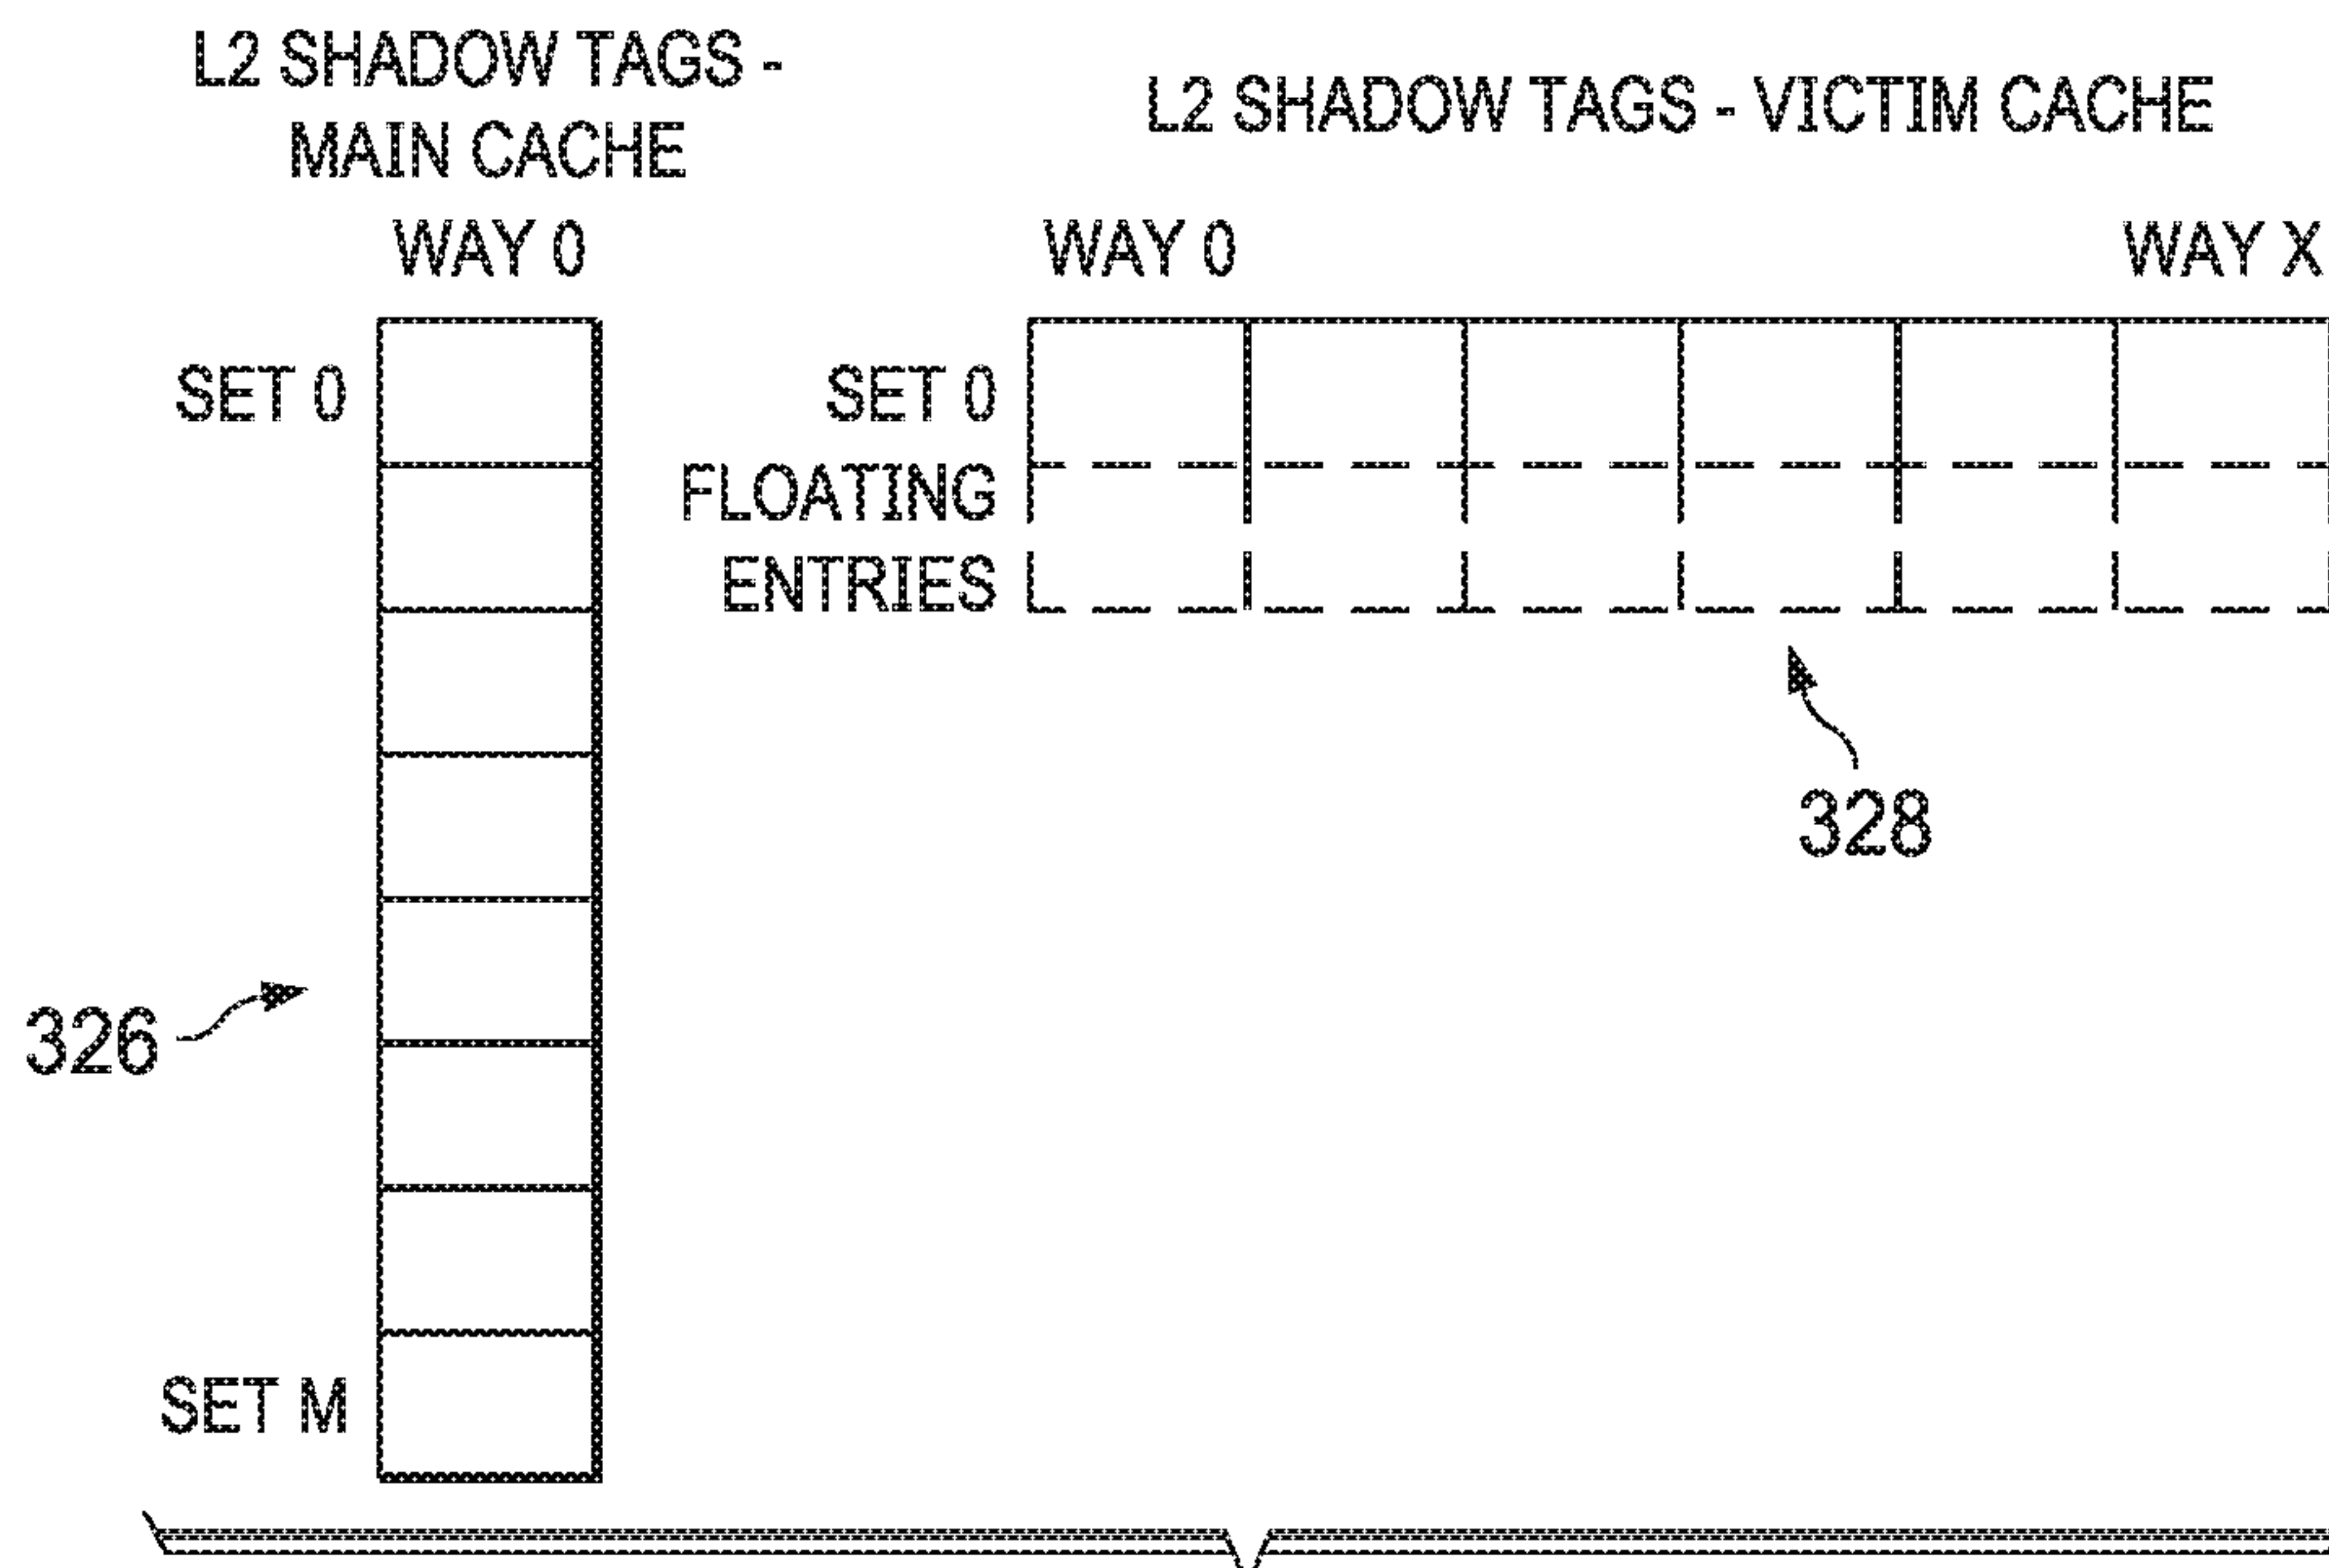 L2 SHADOW TAGS -
MAIN CACHE
WAY 0
SET 0
326
SET M
L2 SHADOW TAGS - VICTIM CACHE
WAY 0
WAY X
SET 0
FLOATING
ENTRIES
328